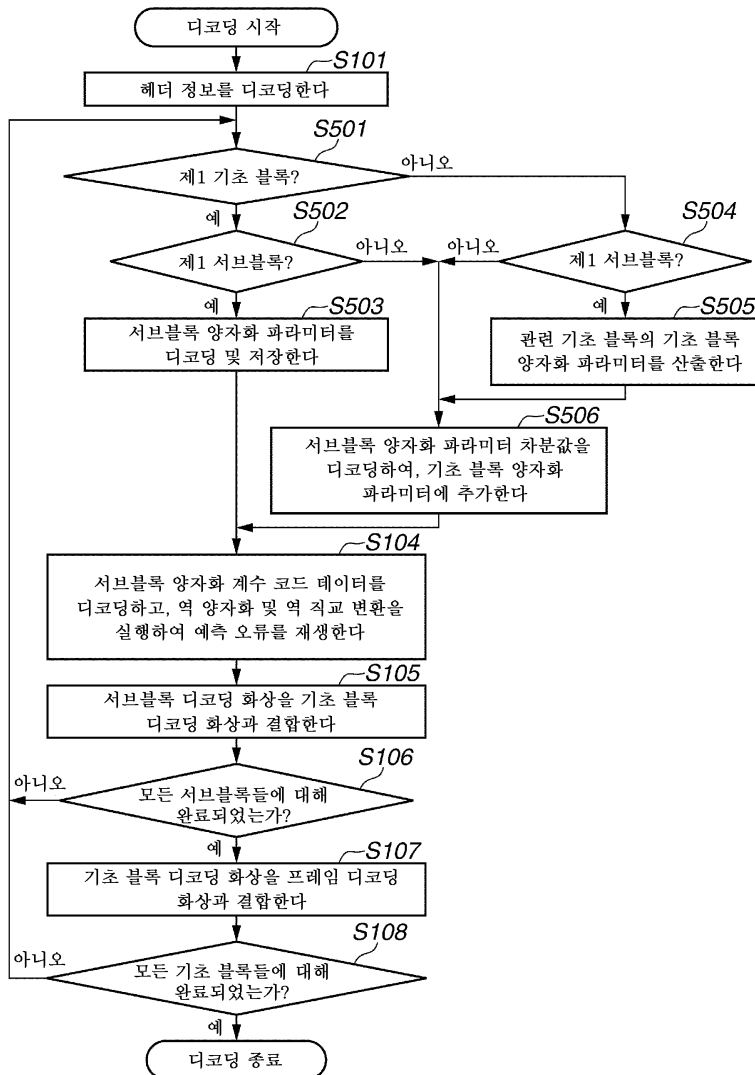 디코딩 시작
S101
헤더 정보를 디코딩한다
S501
제1 기초 블록?
아니오
예
S502
제1 서브블록?
아니오
S504
제1 서브블록?
아니오
예
S503
서브블록 양자화 파라미터를
디코딩 및 저장한다
예
S505
관련 기초 블록의 기초 블록
양자화 파라미터를 산출한다
S506
서브블록 양자화 파라미터 차분값을
디코딩하여, 기초 블록 양자화
파라미터에 추가한다
S104
서브블록 양자화 계수 코드 데이터를
디코딩하고, 역 양자화 및 역 직교 변환을
실행하여 예측 오류를 재생한다
S105
서브블록 디코딩 화상을 기초 블록
디코딩 화상과 결합한다
S106
아니오
모든 서브블록들에 대해
완료되었는가?
예
S107
기초 블록 디코딩 화상을 프레임 디코딩
화상과 결합한다
S108
아니오
모든 기초 블록들에 대해
완료되었는가?
예
디코딩 종료